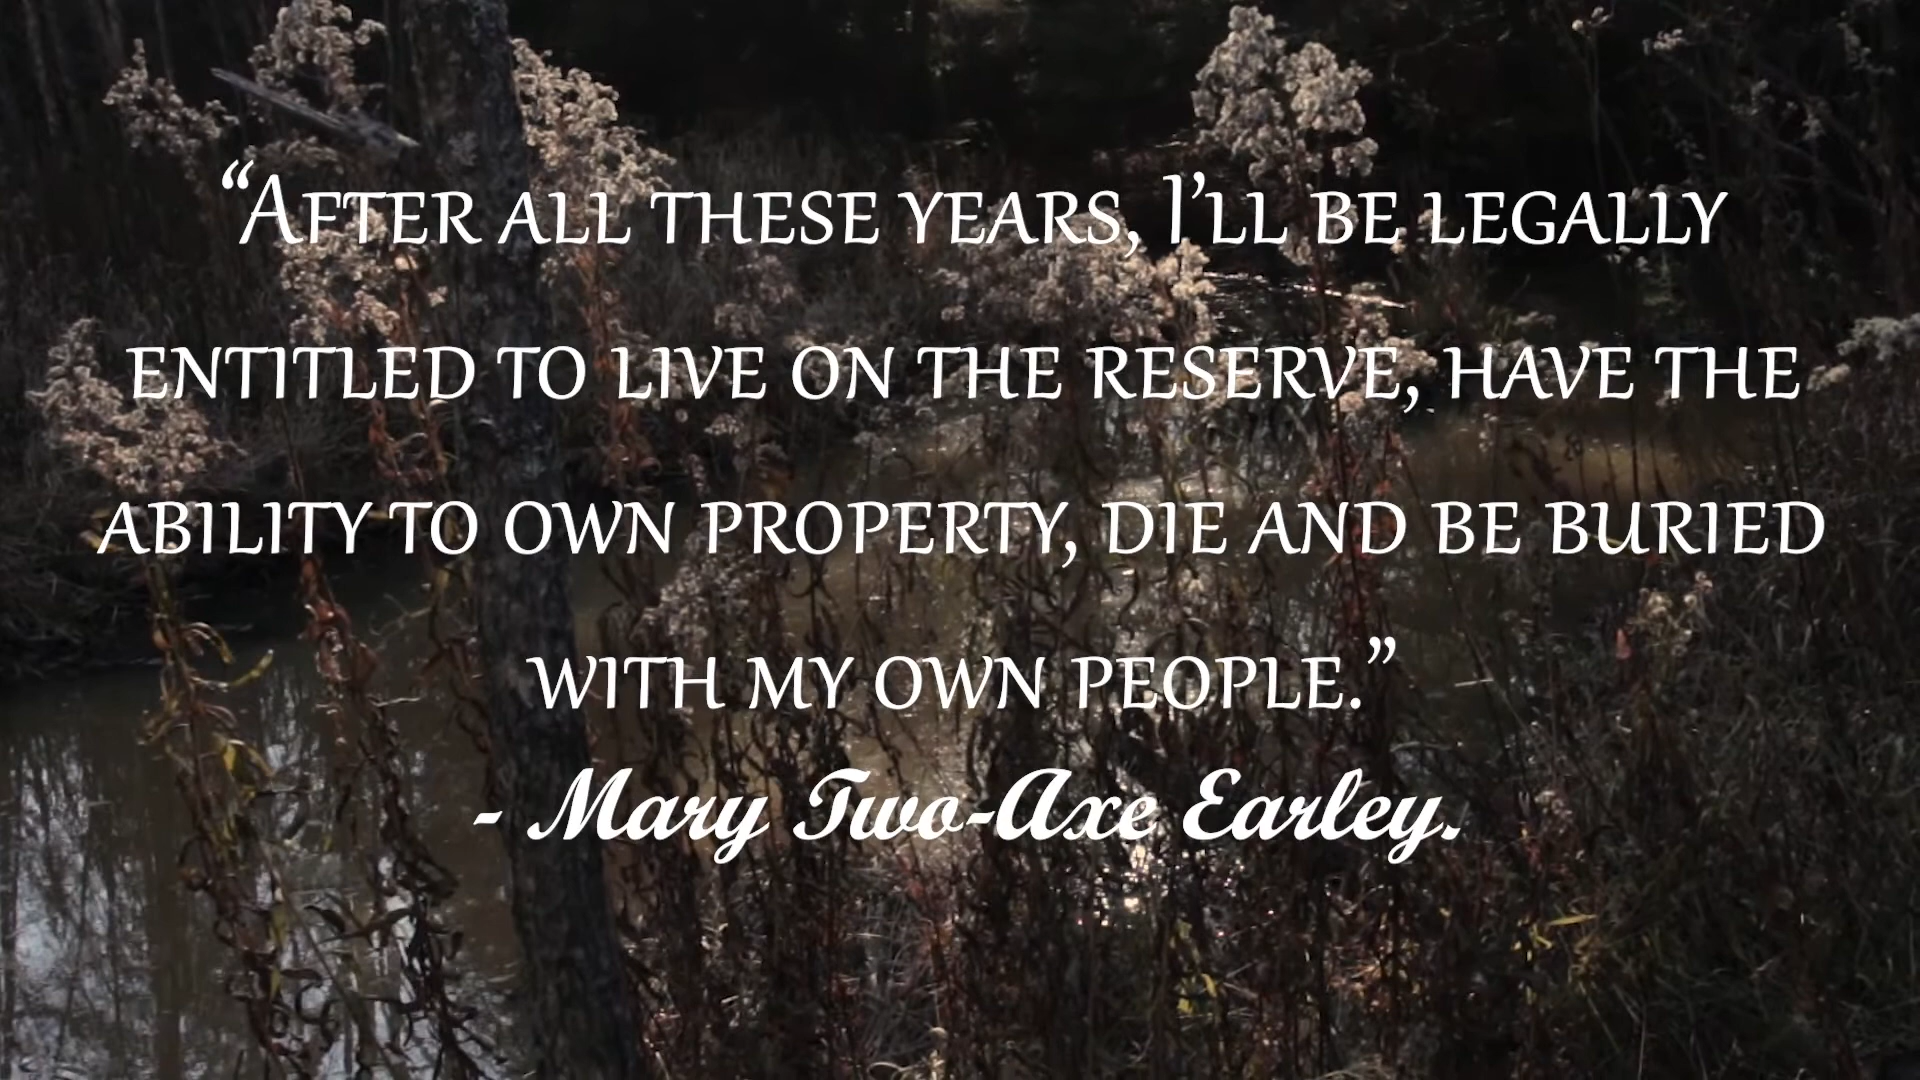 “After all these years, I’ll be legally
entitled to live on the reserve, have the
ability to own property, die and be buried
with my own people.”
- Mary Two-Axe Earley.